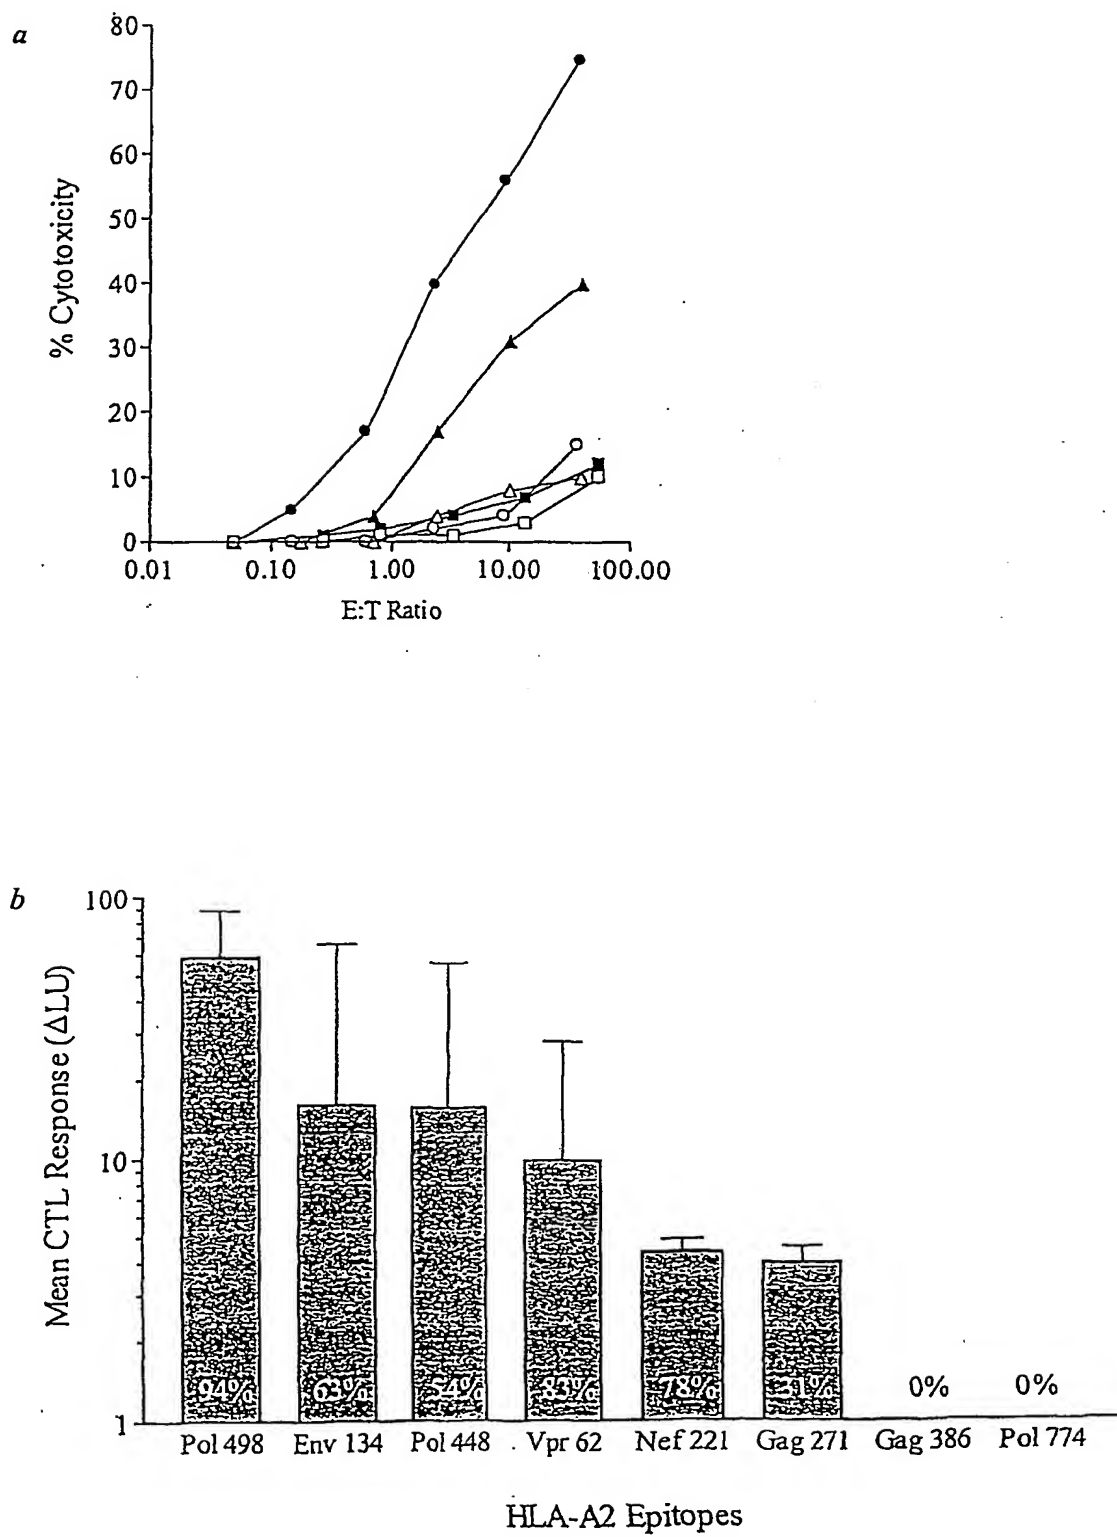 a
80
70
60
50
40
30
20
10
0
% Cytotoxicity
0.01 0.10 1.00 10.00 100.00
E:T Ratio
b
100
10
1
Mean CTL Response (ΔLU)
94% 63% 54% 83% 78% 31% 0% 0%
Pol 498 Env 134 Pol 448 Vpr 62 Nef 221 Gag 271 Gag 386 Pol 774
HLA-A2 Epitopes